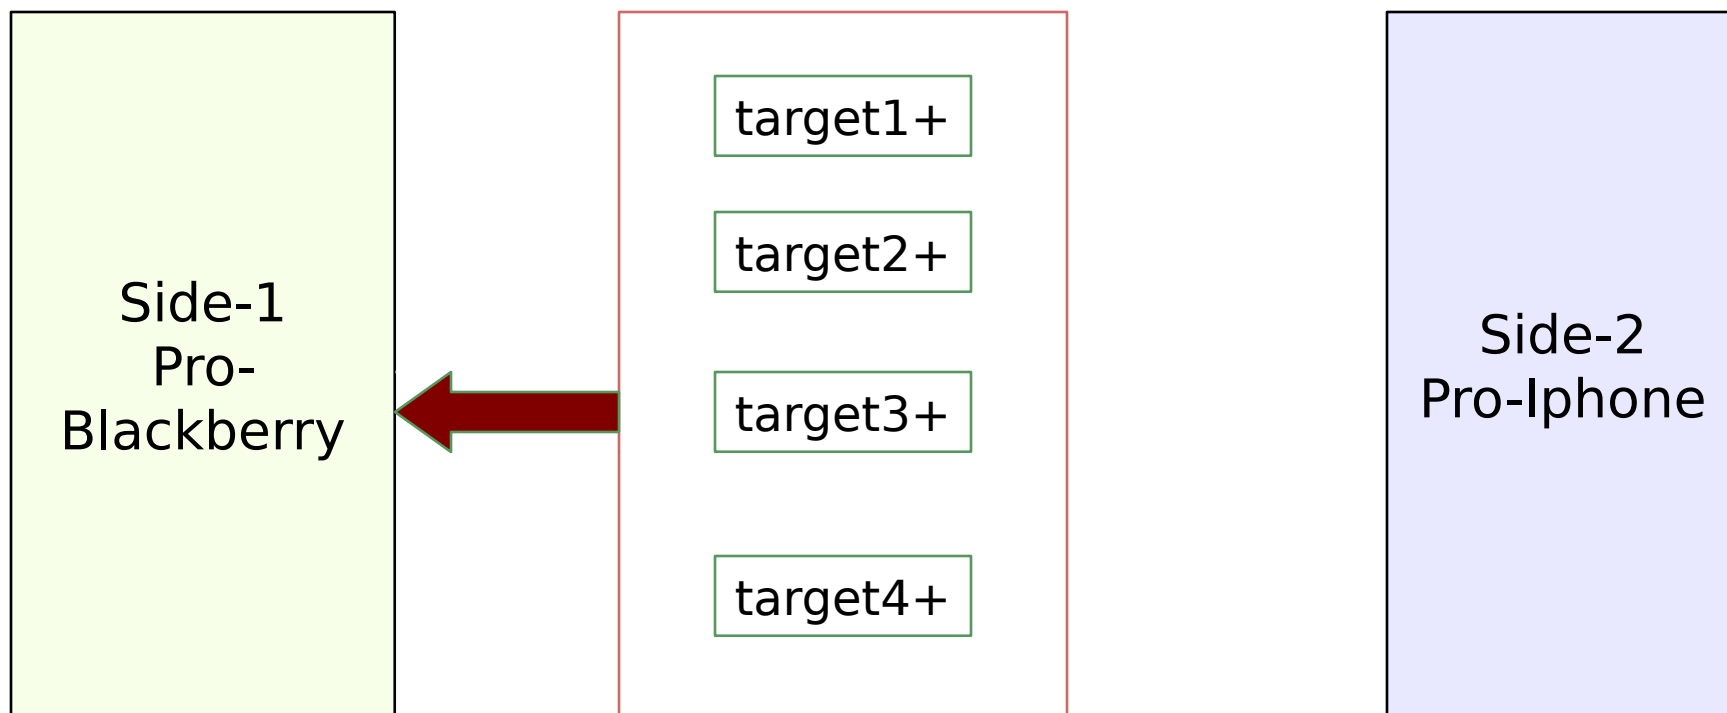 Side-1
Pro-
Blackberry
target1+
target2+
target3+
target4+
Side-2
Pro-Iphone